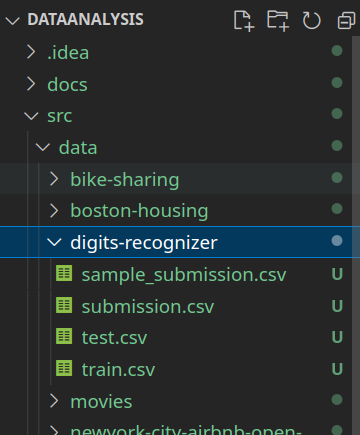 DATAANALYSIS
.idea
docs
src
data
bike-sharing
boston-housing
digits-recognizer
sample_submission.csv U
submission.csv U
test.csv U
train.csv U
movies
newyork-city-airbnb-open-